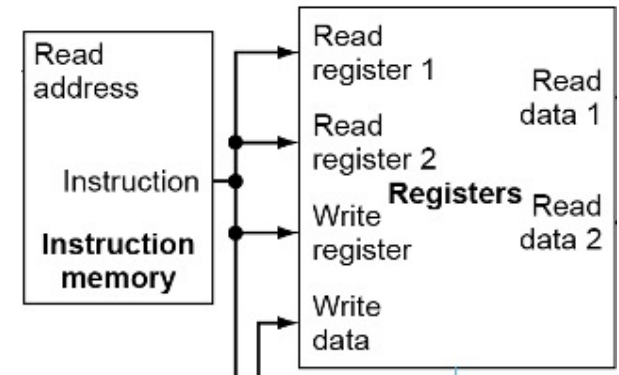 Read
address
Instruction
Instruction
memory
Read
register 1
Read
register 2
Write
register
Write
data
Registers
Read
data 1
Read
data 2